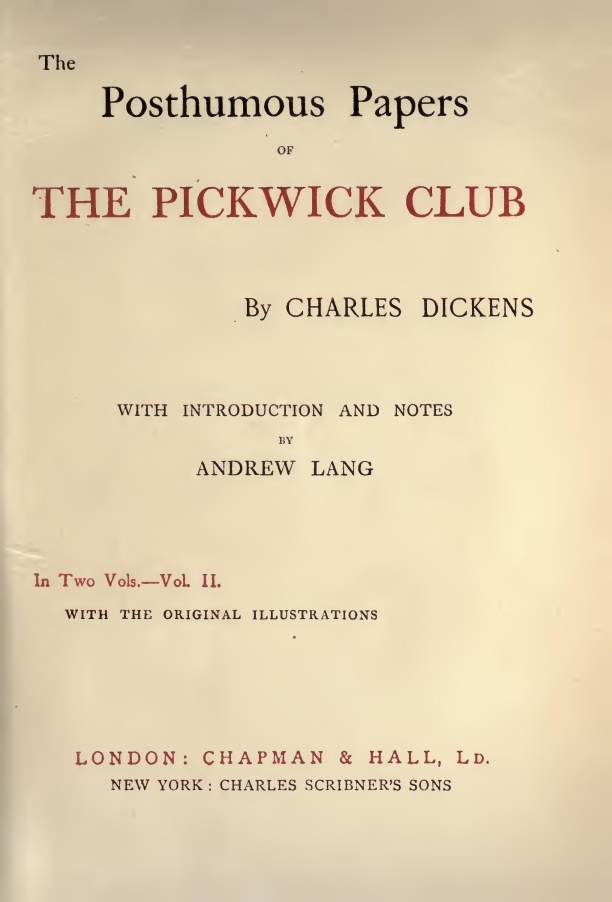 The
Posthumous Papers
OF
THE PICKWICK CLUB
By CHARLES DICKENS
WITH INTRODUCTION AND NOTES
BY
ANDREW LANG
In Two Vols.—Vol. II.
WITH THE ORIGINAL ILLUSTRATIONS
LONDON: CHAPMAN & HALL, LD.
NEW YORK: CHARLES SCRIBNER'S SONS